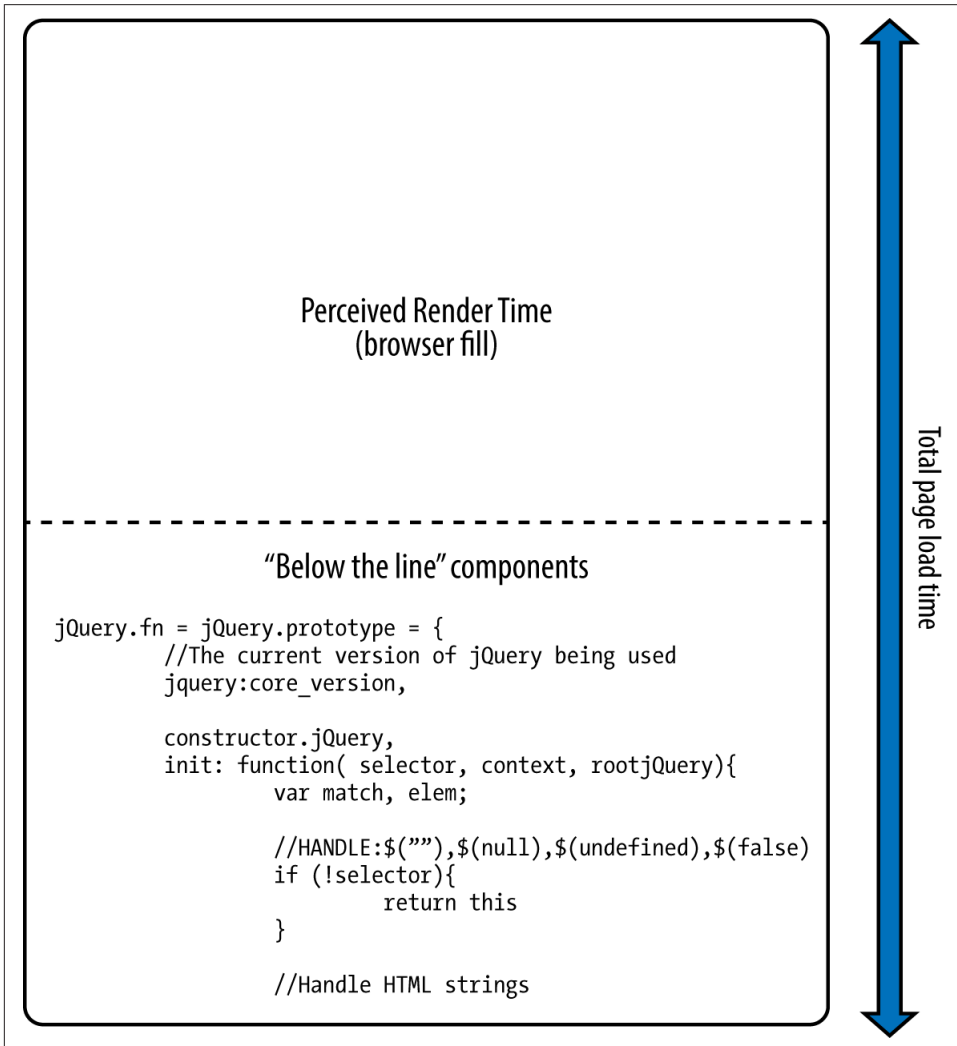 Perceived Render Time
(browser fill)
“Below the line” components
jQuery.fn = jQuery.prototype = {
//The current version of jQuery being used
jquery:core_version,
constructor.jQuery,
init: function( selector, context, rootjQuery){
var match, elem;
//HANDLE:$(””),$(null),$(undefined),$(false)
if (!selector){
return this
}
//Handle HTML strings
Total page load time